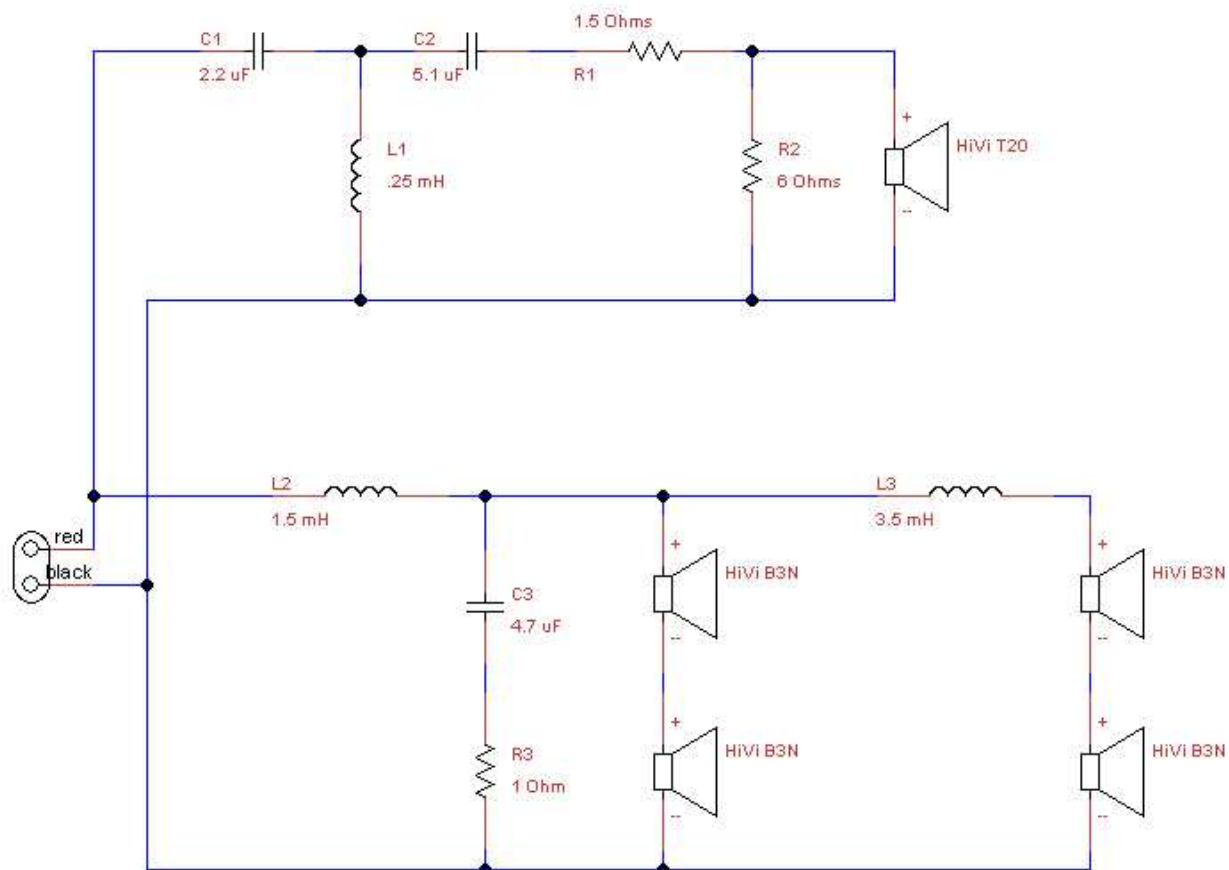 1.5 Ohms
C1
C2
2.2 uF
5.1 uF
R1
+
HiVi T20
L1
R2
.25 mH
6 Ohms
--
L2
L3
1.5 mH
3.5 mH
red
+
+
black
HiVi B3N
HiVi B3N
C3
4.7 uF
--
--
+
+
R3
HiVi B3N
HiVi B3N
1 Ohm
--
--